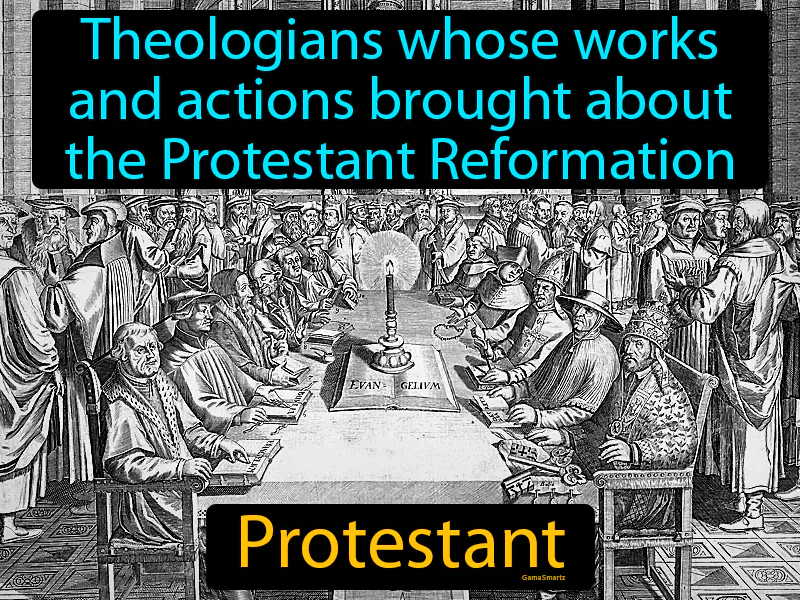 Theologians whose works
and actions brought about
the Protestant Reformation
EVAN - GELIVM
Protestant
GameSmartz